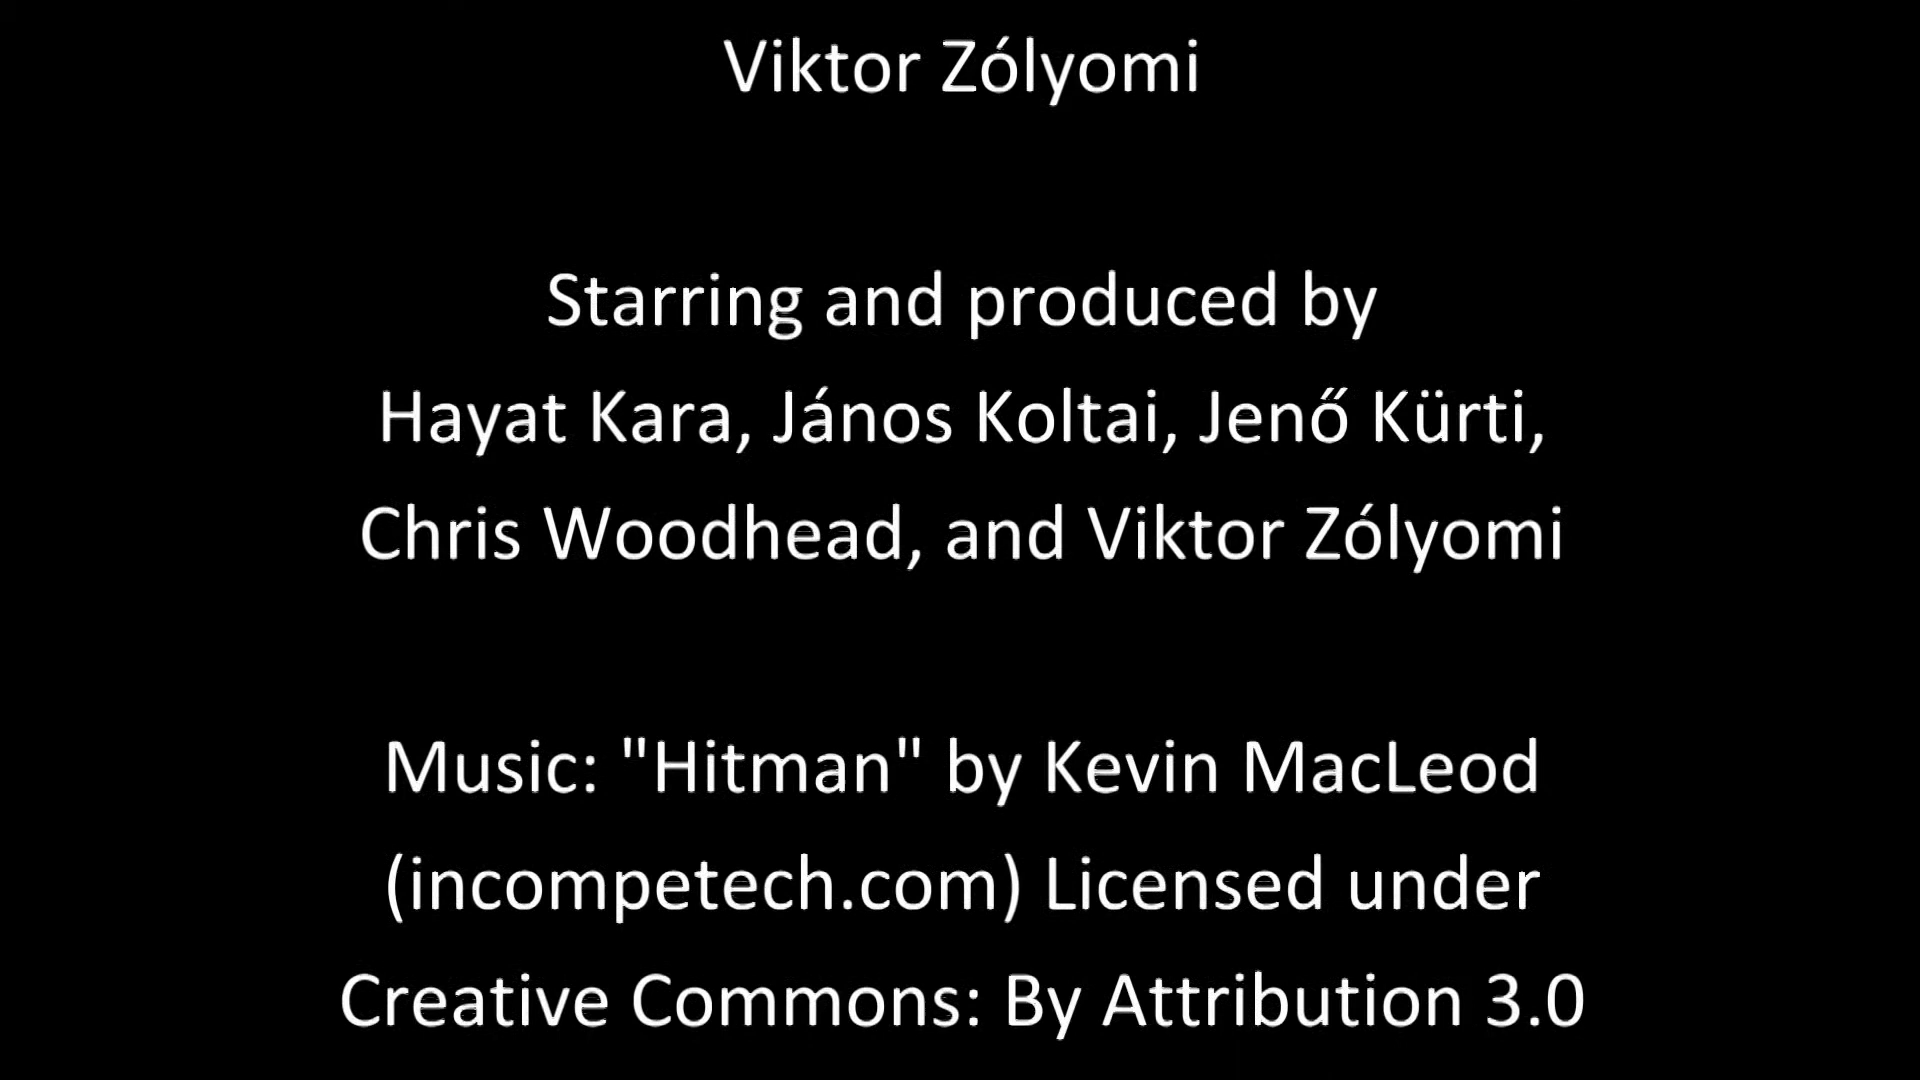 Viktor Zólyomi
Starring and produced by
Hayat Kara, János Koltai, Jenő Kürti,
Chris Woodhead, and Viktor Zólyomi
Music: "Hitman" by Kevin MacLeod
(incompetech.com) Licensed under
Creative Commons: By Attribution 3.0